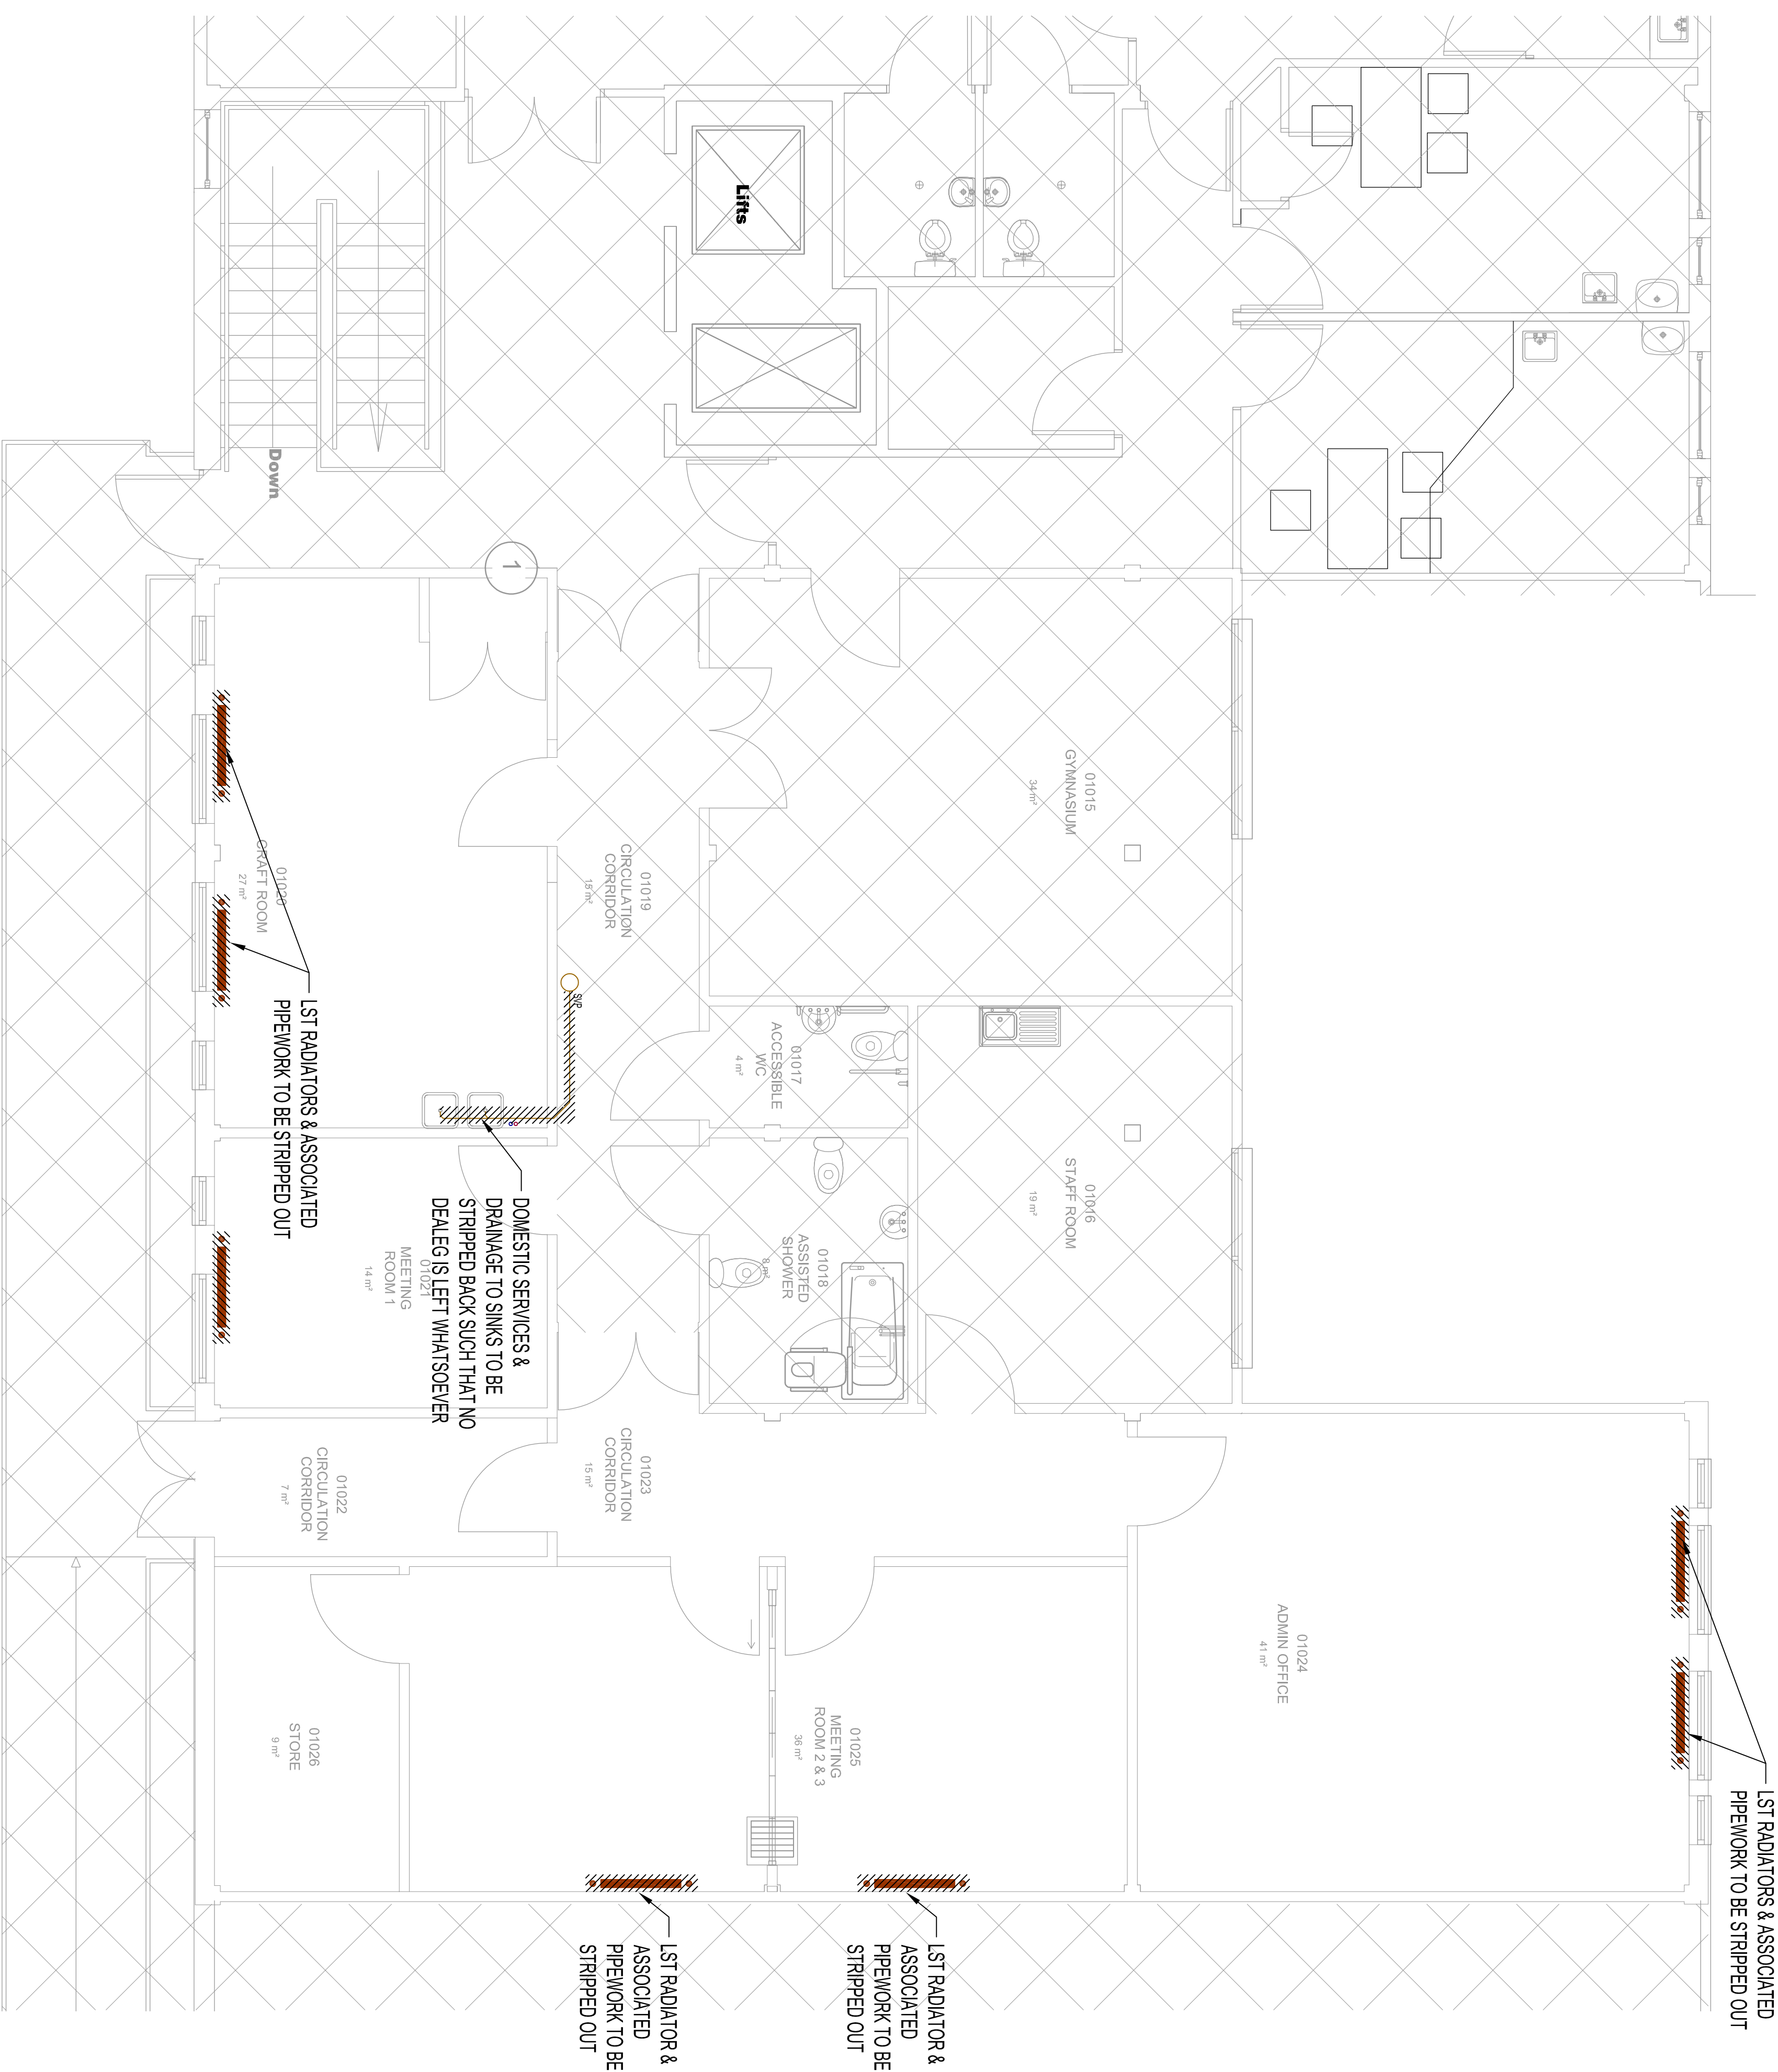 Lifts
Down
1
01015
GYMNASIUM
34 m²
01016
STAFF ROOM
19 m²
01017
ACCESSIBLE
WC
4 m²
01018
ASSISTED
SHOWER
8 m²
01019
CIRCULATION
CORRIDOR
15 m²
SVP
01020
CRAFT ROOM
27 m²
LST RADIATORS & ASSOCIATED
PIPEWORK TO BE STRIPPED OUT
DOMESTIC SERVICES &
DRAINAGE TO SINKS TO BE
STRIPPED BACK SUCH THAT NO
DEALEG IS LEFT WHATSOEVER
01021
MEETING
ROOM 1
14 m²
01022
CIRCULATION
CORRIDOR
7 m²
01023
CIRCULATION
CORRIDOR
15 m²
01024
ADMIN OFFICE
41 m²
01025
MEETING
ROOM 2 & 3
36 m²
01026
STORE
9 m²
LST RADIATORS & ASSOCIATED
PIPEWORK TO BE STRIPPED OUT
LST RADIATOR &
ASSOCIATED
PIPEWORK TO BE
STRIPPED OUT
LST RADIATOR &
ASSOCIATED
PIPEWORK TO BE
STRIPPED OUT